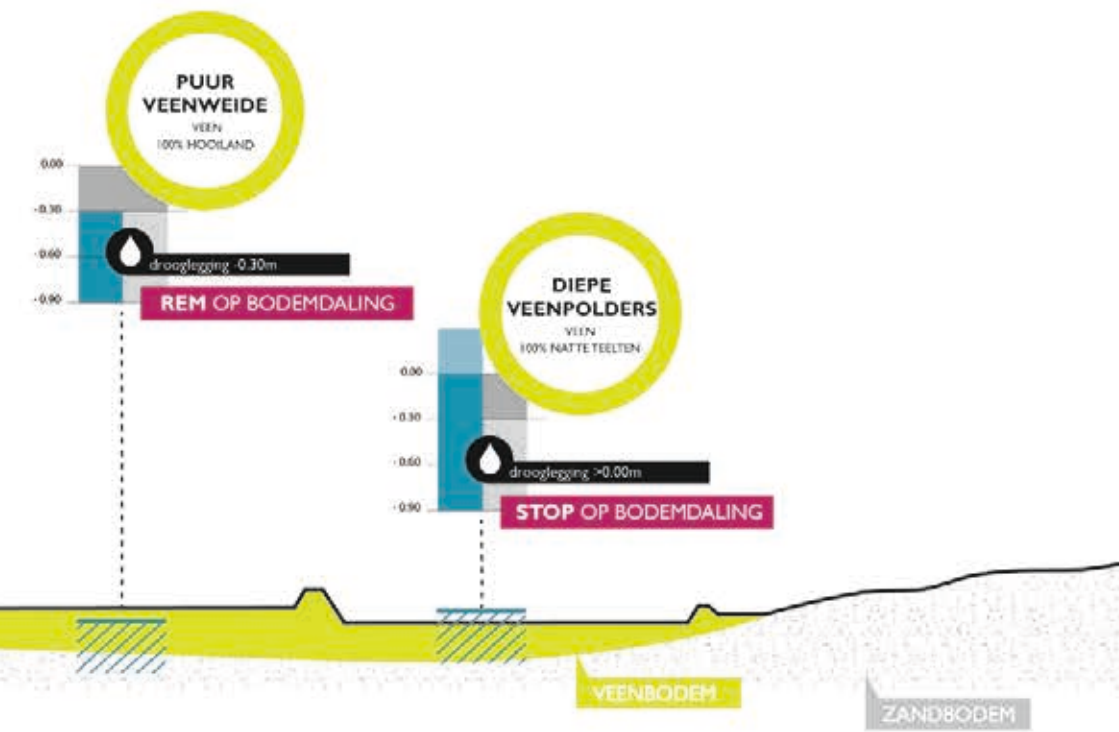 PUUR
VEENWEIDE
VEEN
100% HOOILAND
0.00
-0.30
-0.60
-0.90
drooglegging -0.30m
REM OP BODEMDALING
DIEPE
VEENPOLDERS
VEEN
100% NATTE TEELTEN
0.00
-0.30
-0.60
-0.90
drooglegging >0.00m
STOP OP BODEMDALING
VEENBODEM
ZANDBODEM